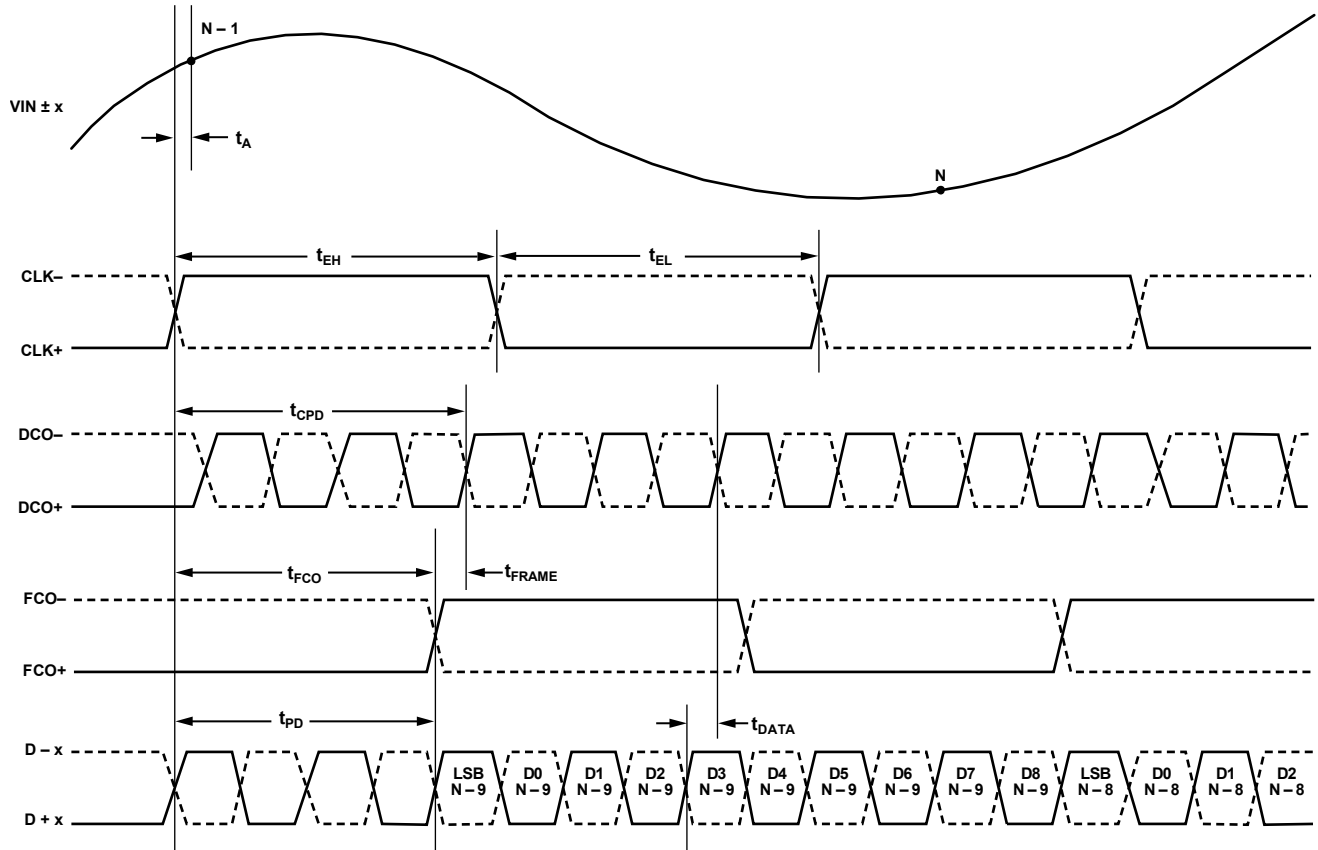 N – 1
VIN ± x
tA
N
tEH
tEL
CLK–
CLK+
tCPD
DCO–
DCO+
tFCO
tFRAME
FCO–
FCO+
tPD
tDATA
D – x
D + x
LSB N – 9
D0 N – 9
D1 N – 9
D2 N – 9
D3 N – 9
D4 N – 9
D5 N – 9
D6 N – 9
D7 N – 9
D8 N – 9
LSB N – 8
D0 N – 8
D1 N – 8
D2 N – 8